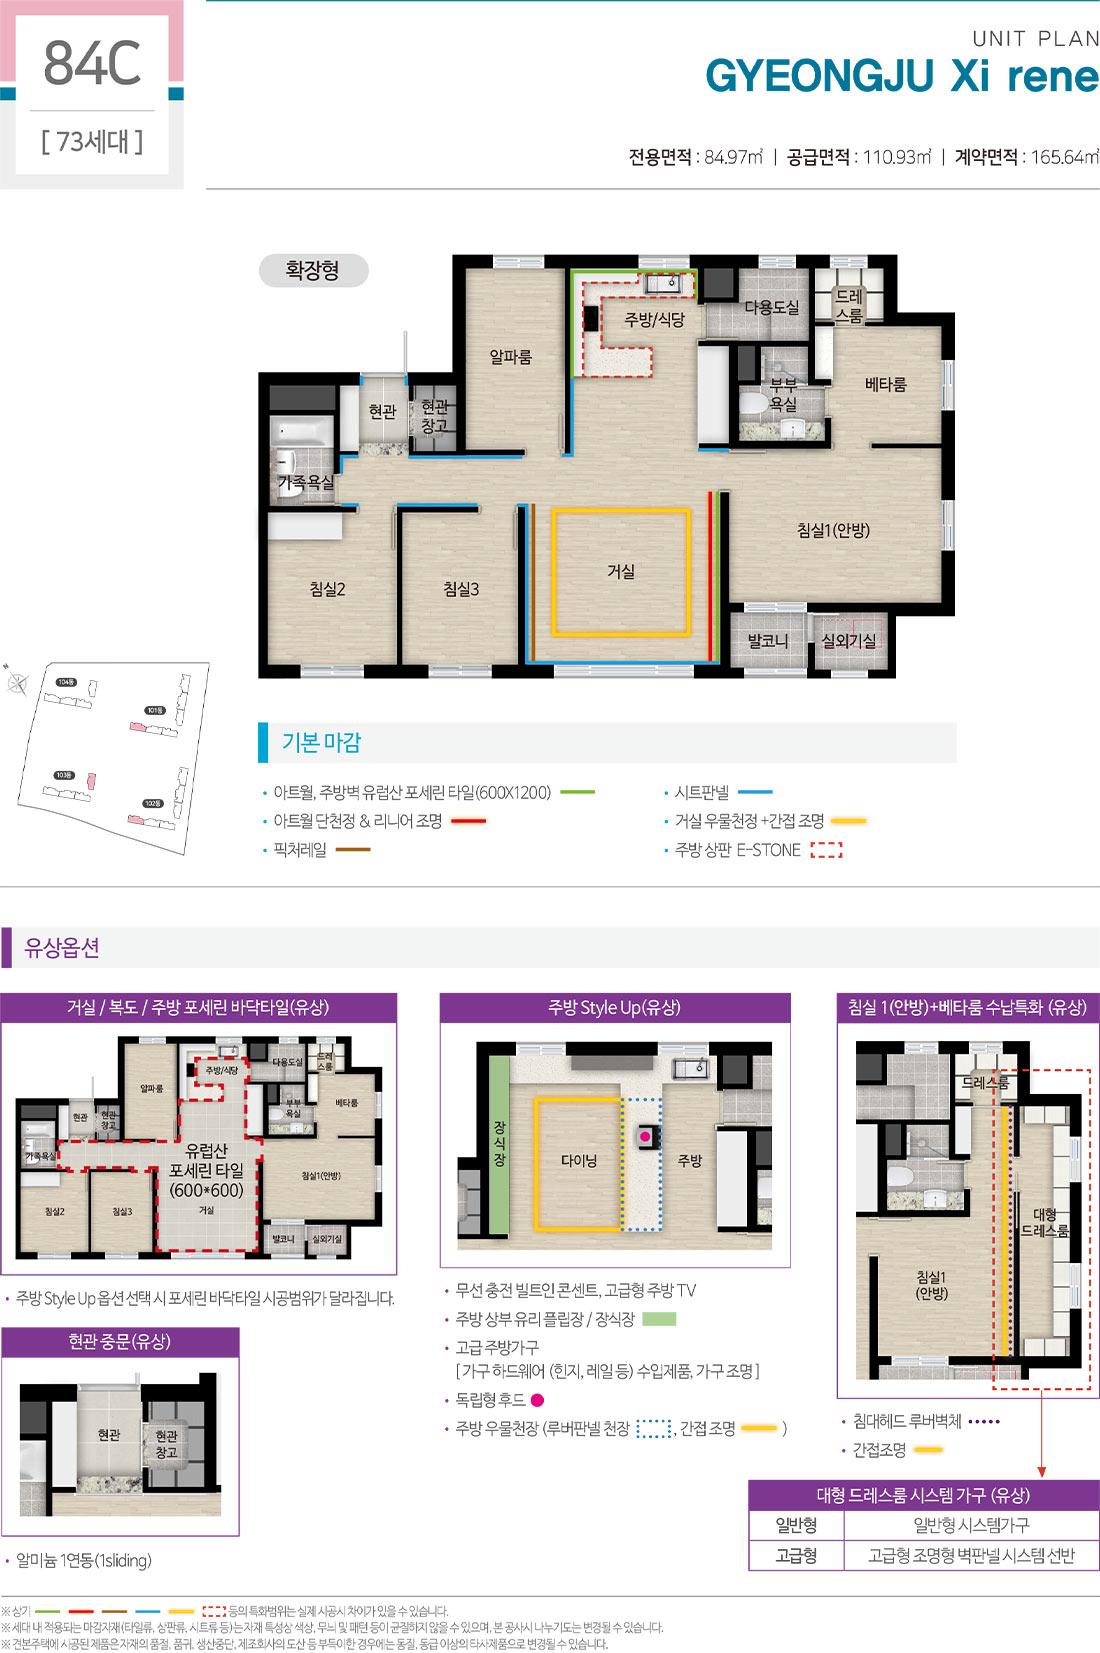 84C
[ 73세대 ]
UNIT PLAN
GYEONGJU Xi rene
전용면적 : 84.97㎡ | 공급면적 : 110.93㎡ | 계약면적 : 165.64㎡
확장형
드레
스룸
다용도실
주방/식당
알파룸
부부
욕실
베타룸
현관
현관
창고
가족욕실
침실1(안방)
거실
침실2
침실3
발코니
실외기실
N
104동
101동
103동
102동
기본 마감
• 아트월, 주방벽 유럽산 포세린 타일(600X1200)
• 시트판넬
• 아트월 단천정 & 리니어 조명
• 거실 우물천정 +간접 조명
• 픽처레일
• 주방 상판 E-STONE
유상옵션
거실 / 복도 / 주방 포세린 바닥타일(유상)
다용도실
드레
스룸
주방/식당
알파룸
부부
욕실
베타룸
현관
현관
창고
가족욕실
유럽산
포세린 타일
(600*600)
거실
침실1(안방)
침실2
침실3
발코니
실외기실
• 주방 Style Up 옵션 선택 시 포세린 바닥타일 시공범위가 달라집니다.
현관 중문(유상)
현관
현관
창고
• 알미늄 1연동(1sliding)
주방 Style Up(유상)
장식장
다이닝
주방
• 무선 충전 빌트인 콘센트, 고급형 주방 TV
• 주방 상부 유리 플립장 / 장식장
• 고급 주방가구
[ 가구 하드웨어 (힌지, 레일 등) 수입제품, 가구 조명 ]
• 독립형 후드
• 주방 우물천장 (루버판넬 천장 , 간접 조명 )
침실 1(안방)+베타룸 수납특화 (유상)
드레스룸
대형
드레스룸
침실1
(안방)
• 침대헤드 루버벽체
• 간접조명
대형 드레스룸 시스템 가구 (유상)
일반형 일반형 시스템가구
고급형 고급형 조명형 벽판넬 시스템 선반
※ 상기 등의 특화범위는 실제 시공시 차이가 있을 수 있습니다.
※ 세대 내 적용되는 마감자재(타일류, 상판류, 시트류 등)는 자재 특성상 색상, 무늬 및 패턴 등이 균질하지 않을 수 있으며, 본 공사시 나누기도는 변경될 수 있습니다.
※ 견본주택에 시공된 제품은 자재의 품절, 품귀, 생산중단, 제조회사의 도산 등 부득이한 경우에는 동질, 동급 이상의 타사제품으로 변경될 수 있습니다.